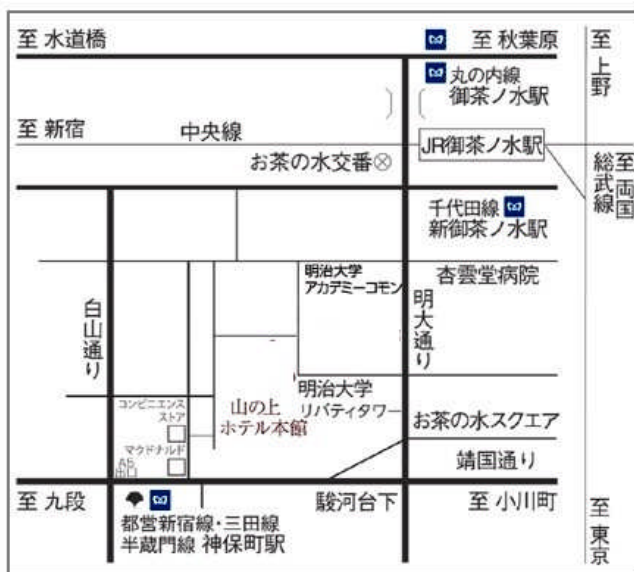 至 水道橋
至 秋葉原
至 上野
丸の内線
御茶ノ水駅
至 新宿
中央線
JR御茶ノ水駅
お茶の水交番
総武線
至 両国
千代田線
新御茶ノ水駅
明治大学
アカデミーコモン
杏雲堂病院
白山通り
明大通り
明治大学
リバティタワー
コンビニエンス
ストア
山の上
ホテル本館
お茶の水スクエア
マクドナルド
A5
出口
靖国通り
至 九段
駿河台下
至 小川町
都営新宿線・三田線
半蔵門線 神保町駅
至 東京